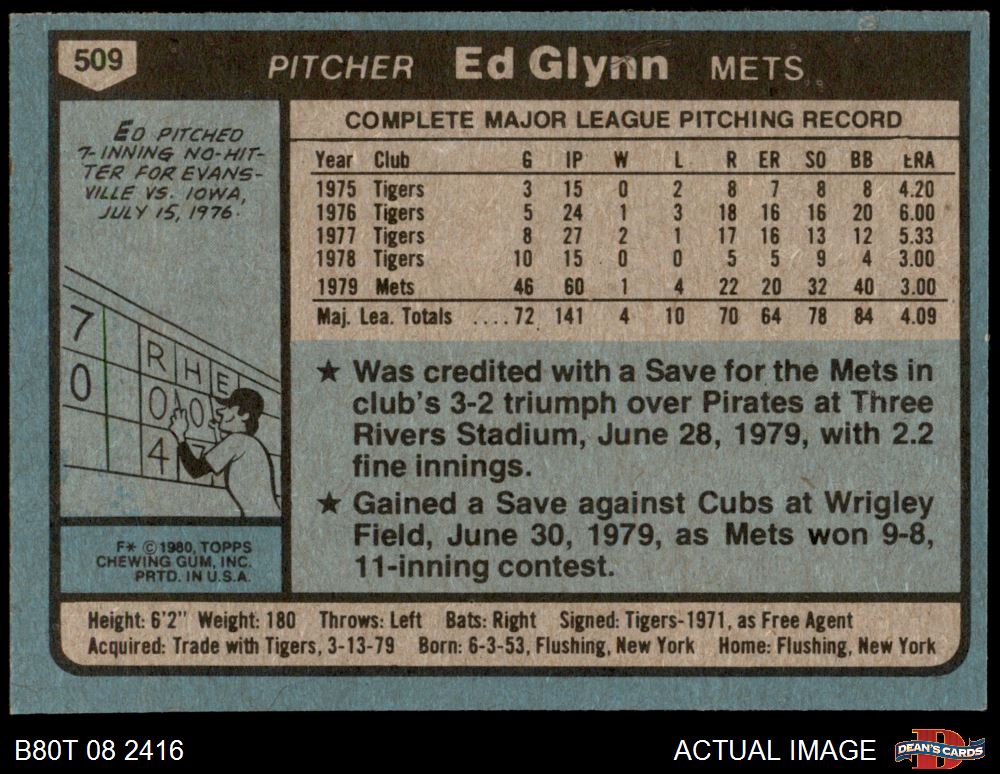 509
PITCHER Ed Glynn METS
ED PITCHED
7-INNING NO-HIT-
TER FOR EVANS-
VILLE VS. IOWA,
JULY 15, 1976.
7
0
R H E
0 0
4
F* © 1980, TOPPS
CHEWING GUM, INC.
PRTD. IN U.S.A.
COMPLETE MAJOR LEAGUE PITCHING RECORD
Year Club G IP W L R ER SO BB ERA
1975 Tigers 3 15 0 2 8 7 8 8 4.20
1976 Tigers 5 24 1 3 18 16 16 20 6.00
1977 Tigers 8 27 2 1 17 16 13 12 5.33
1978 Tigers 10 15 0 0 5 5 9 4 3.00
1979 Mets 46 60 1 4 22 20 32 40 3.00
Maj. Lea. Totals ....72 141 4 10 70 64 78 84 4.09
★ Was credited with a Save for the Mets in
club's 3-2 triumph over Pirates at Three
Rivers Stadium, June 28, 1979, with 2.2
fine innings.
★ Gained a Save against Cubs at Wrigley
Field, June 30, 1979, as Mets won 9-8,
11-inning contest.
Height: 6'2" Weight: 180 Throws: Left Bats: Right Signed: Tigers-1971, as Free Agent
Acquired: Trade with Tigers, 3-13-79 Born: 6-3-53, Flushing, New York Home: Flushing, New York
B80T 08 2416
ACTUAL IMAGE
D
DEAN'S CARDS